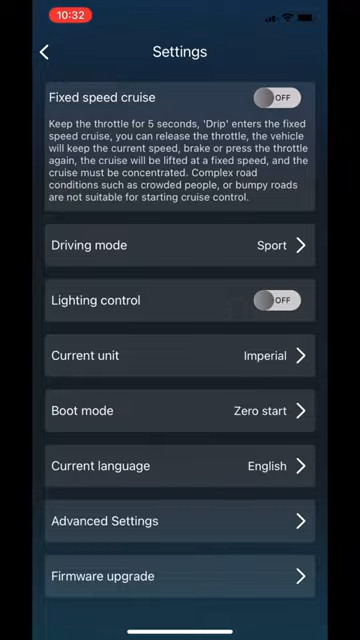 10:32
Settings
Fixed speed cruise
OFF
Keep the throttle for 5 seconds, 'Drip' enters the fixed
speed cruise, you can release the throttle, the vehicle
will keep the current speed, brake or press the throttle
again, the cruise will be lifted at a fixed speed, and the
cruise must be concentrated. Complex road
conditions such as crowded people, or bumpy roads
are not suitable for starting cruise control.
Driving mode
Sport
Lighting control
OFF
Current unit
Imperial
Boot mode
Zero start
Current language
English
Advanced Settings
Firmware upgrade